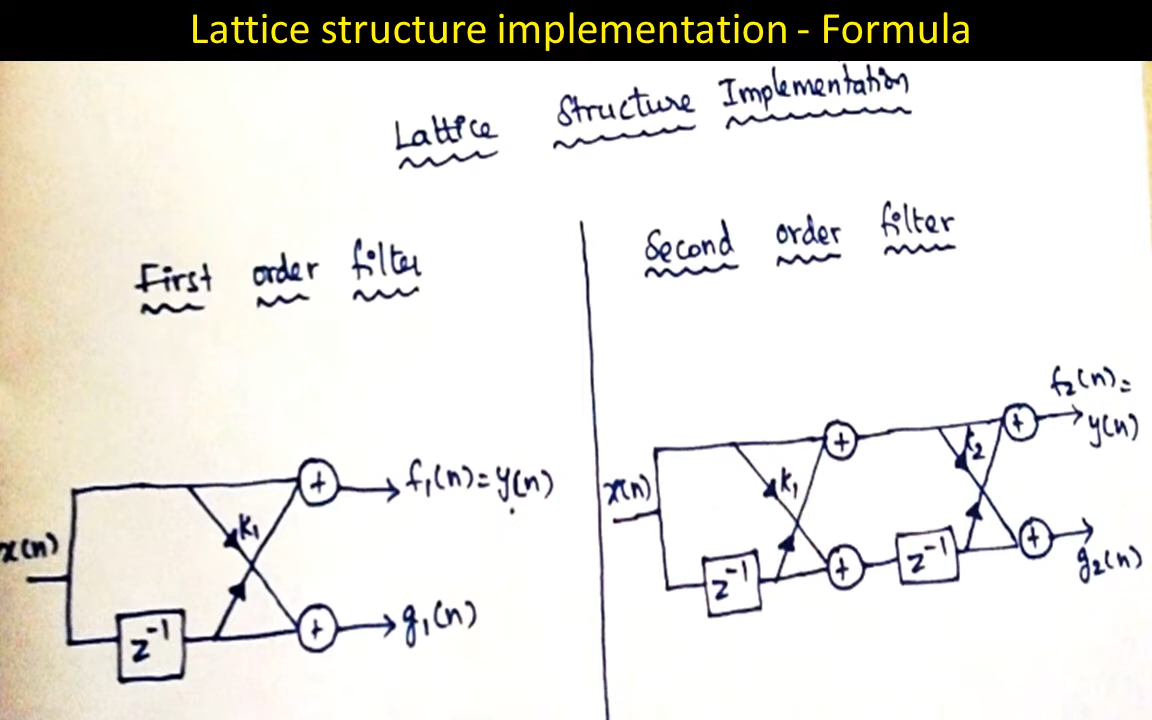 Lattice structure implementation - Formula
Lattice Structure Implementation
First order filter
Second order filter
x(n)
k₁
z⁻¹
+
+
f₁(n) = y(n)
g₁(n)
x(n)
k₁
z⁻¹
+
+
z⁻¹
k₂
+
+
f₂(n) =
y(n)
g₂(n)